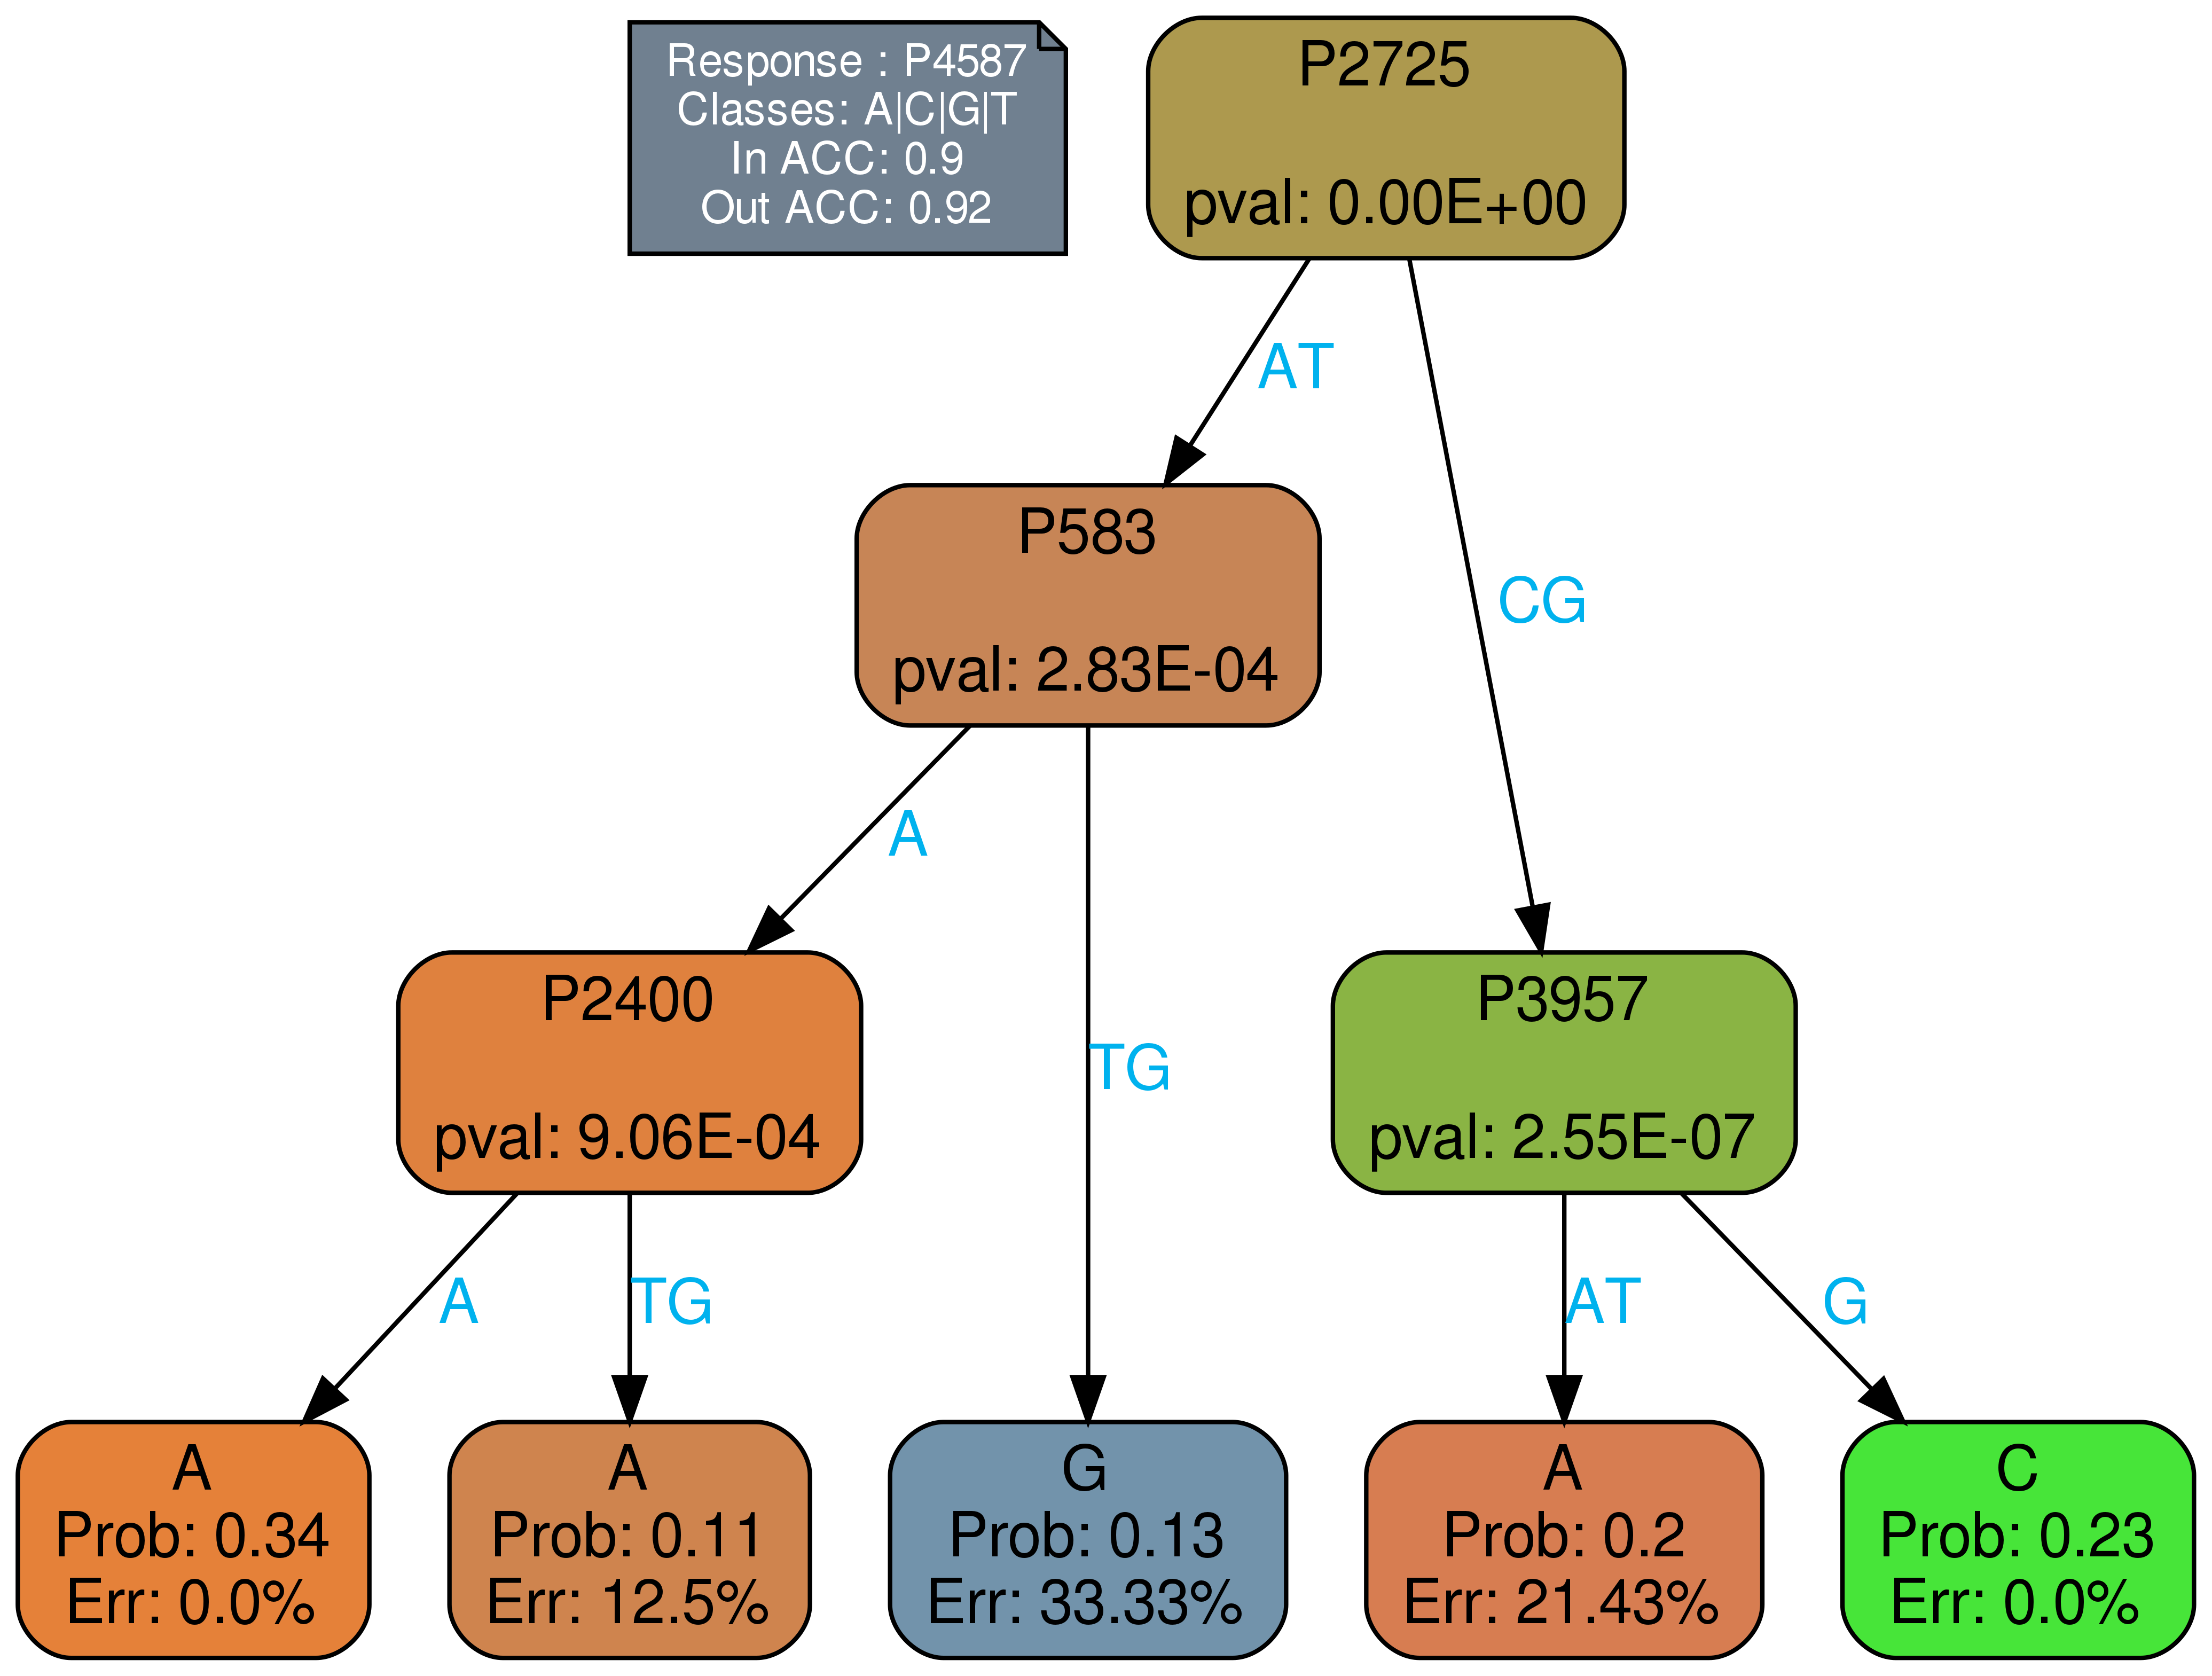 Response : P4587
Classes: A|C|G|T
In ACC: 0.9
Out ACC: 0.92
P2725
pval: 0.00E+00
AT
CG
P583
pval: 2.83E-04
A
TG
P2400
pval: 9.06E-04
P3957
pval: 2.55E-07
A
TG
AT
G
A
Prob: 0.34
Err: 0.0%
A
Prob: 0.11
Err: 12.5%
G
Prob: 0.13
Err: 33.33%
A
Prob: 0.2
Err: 21.43%
C
Prob: 0.23
Err: 0.0%